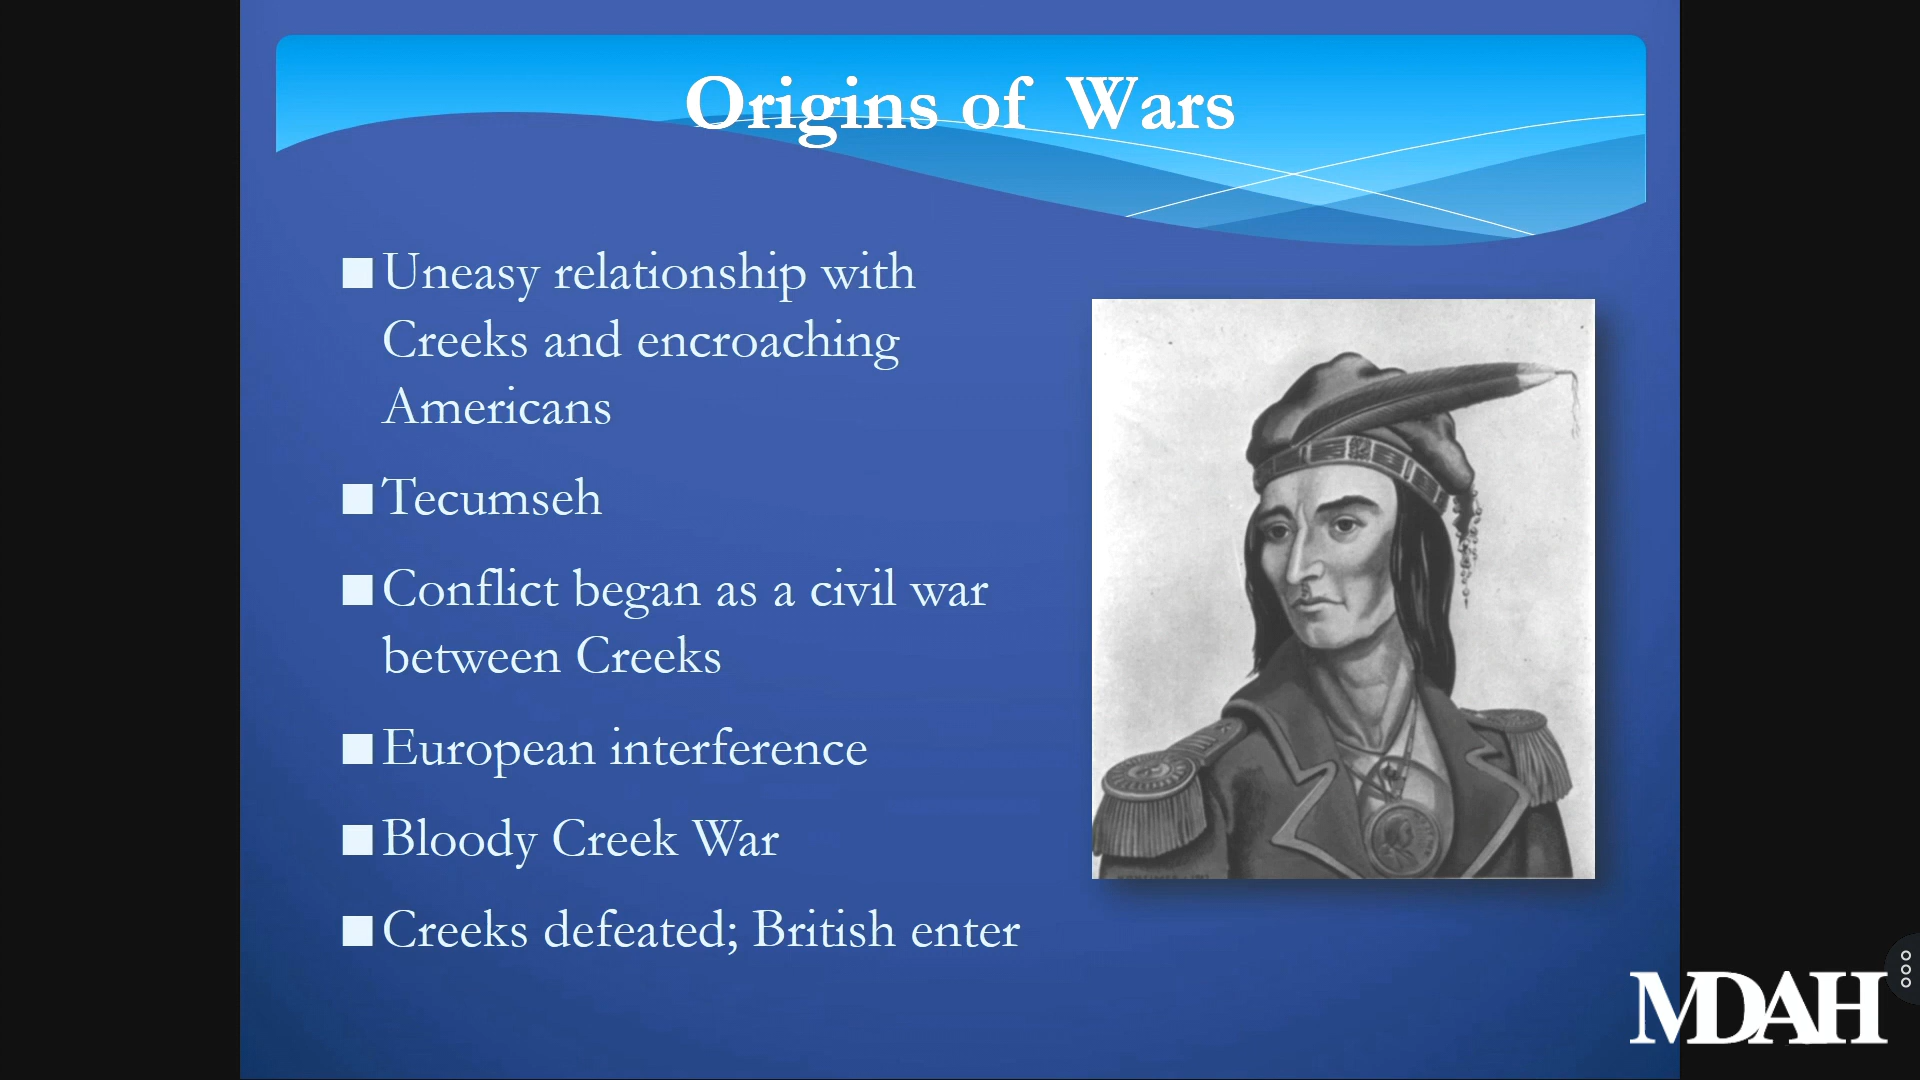 Origins of Wars
■Uneasy relationship with
Creeks and encroaching
Americans
■Tecumseh
■Conflict began as a civil war
between Creeks
■European interference
■Bloody Creek War
■Creeks defeated; British enter
MDAH